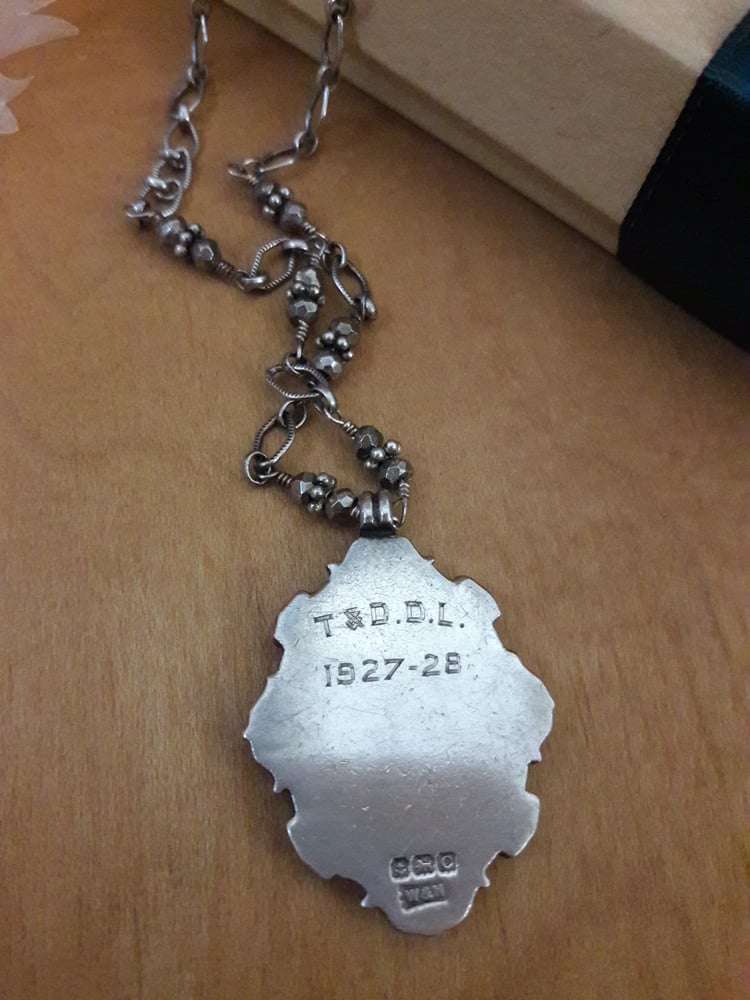 T & D.D.L.
1927-28
C
W&H